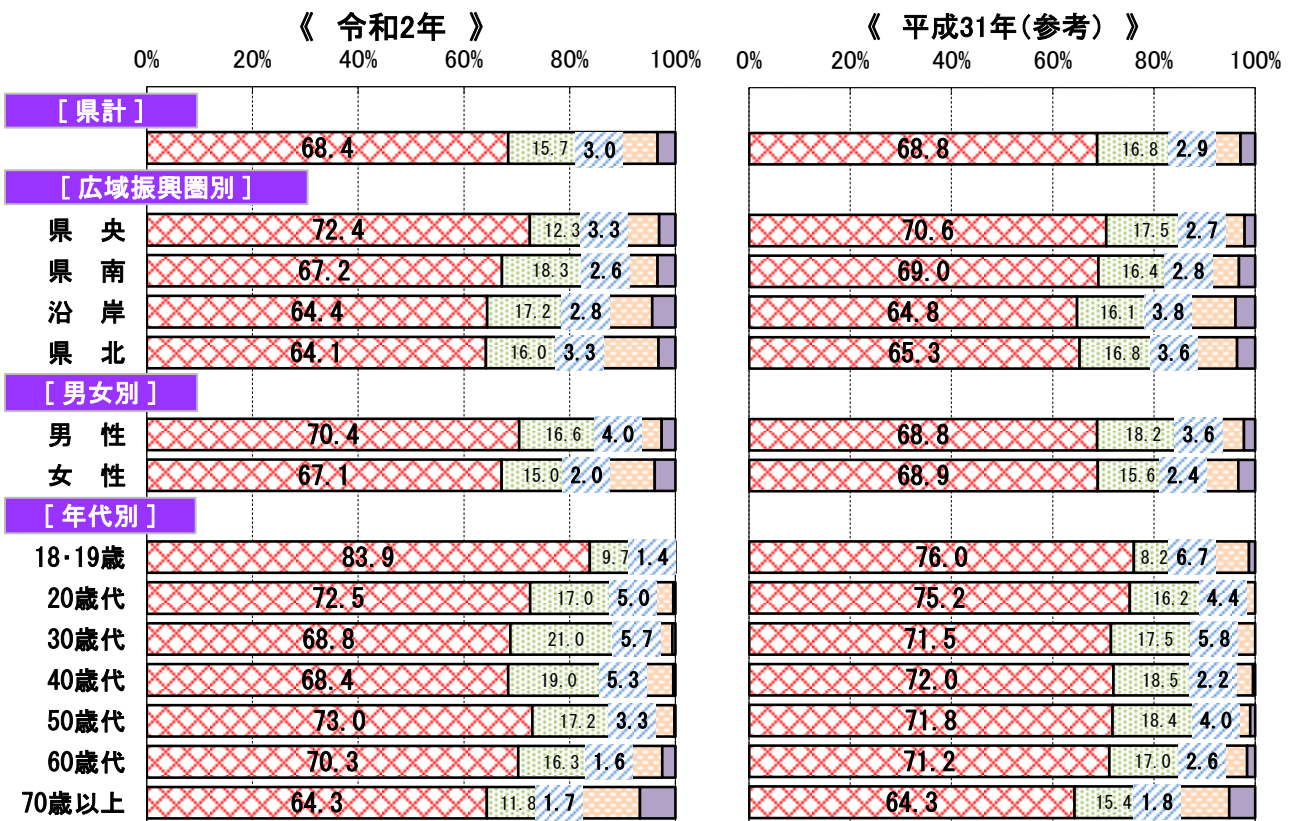 《 令和2年 》 《 平成31年(参考) 》
0% 20% 40% 60% 80% 100% 0% 20% 40% 60% 80% 100%
[ 県計 ]
68.4 15.7 3.0 68.8 16.8 2.9
[ 広域振興圏別 ]
県 央 72.4 12.3 3.3 70.6 17.5 2.7
県 南 67.2 18.3 2.6 69.0 16.4 2.8
沿 岸 64.4 17.2 2.8 64.8 16.1 3.8
県 北 64.1 16.0 3.3 65.3 16.8 3.6
[ 男女別 ]
男 性 70.4 16.6 4.0 68.8 18.2 3.6
女 性 67.1 15.0 2.0 68.9 15.6 2.4
[ 年代別 ]
18・19歳 83.9 9.7 1.4 76.0 8.2 6.7
20歳代 72.5 17.0 5.0 75.2 16.2 4.4
30歳代 68.8 21.0 5.7 71.5 17.5 5.8
40歳代 68.4 19.0 5.3 72.0 18.5 2.2
50歳代 73.0 17.2 3.3 71.8 18.4 4.0
60歳代 70.3 16.3 1.6 71.2 17.0 2.6
70歳以上 64.3 11.8 1.7 64.3 15.4 1.8